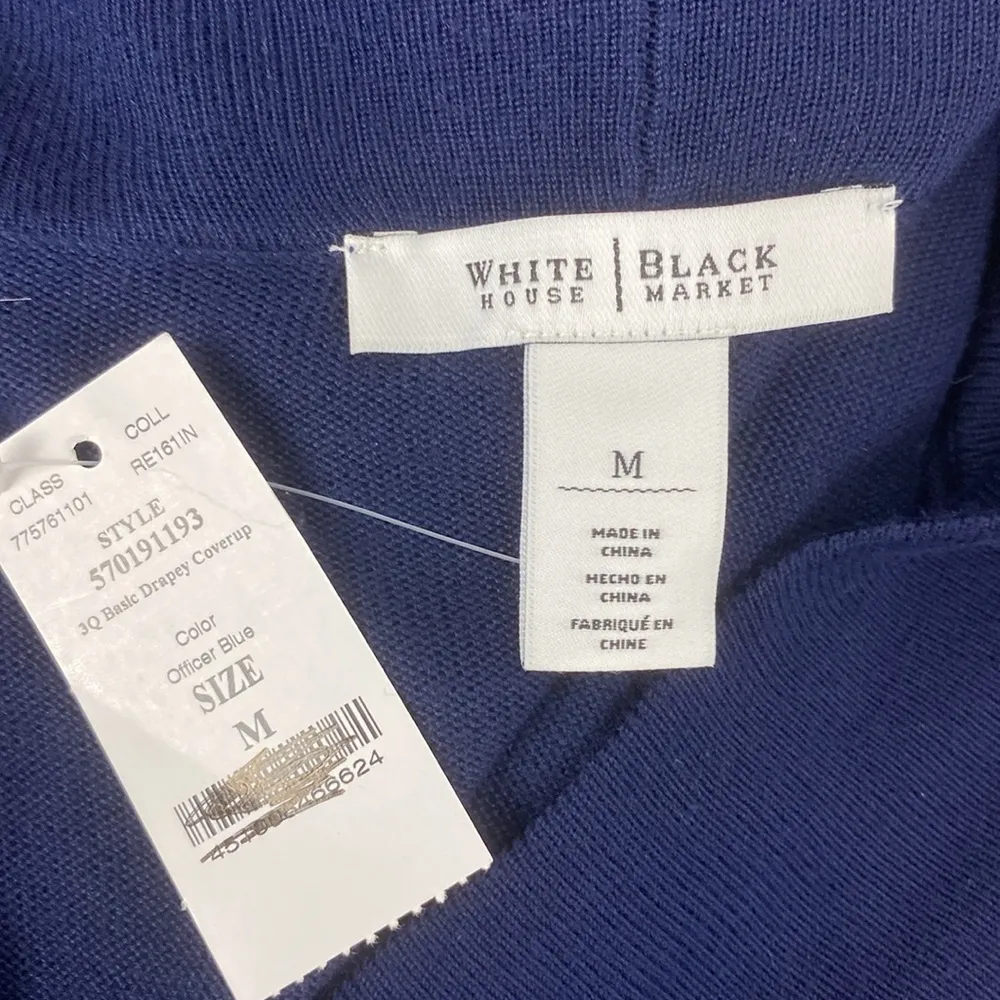 WHITE | BLACK
HOUSE | MARKET
M
MADE IN
CHINA
HECHO EN
CHINA
FABRIQUÉ EN
CHINE
CLASS COLL
775761101 RE161IN
STYLE
570191193
3Q Basic Drapey Coverup
Color
Officer Blue
SIZE
M